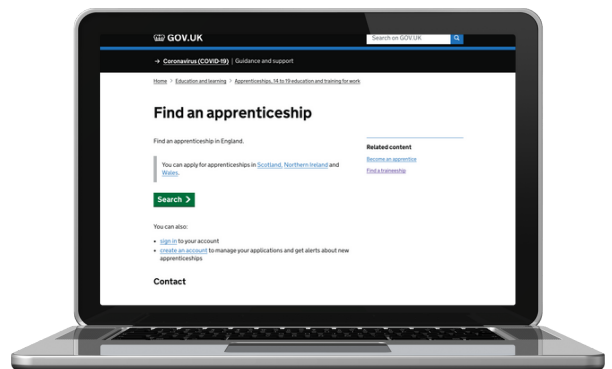 GOV.UK
Search on GOV.UK
→ Coronavirus (COVID-19) | Guidance and support
Home > Education and learning > Apprenticeships, 14 to 19 education and training for work
Find an apprenticeship
Find an apprenticeship in England.
You can apply for apprenticeships in Scotland, Northern Ireland and
Wales.
Search >
You can also:
• sign in to your account
• create an account to manage your applications and get alerts about new
apprenticeships
Contact
Related content
Become an apprentice
Find a traineeship